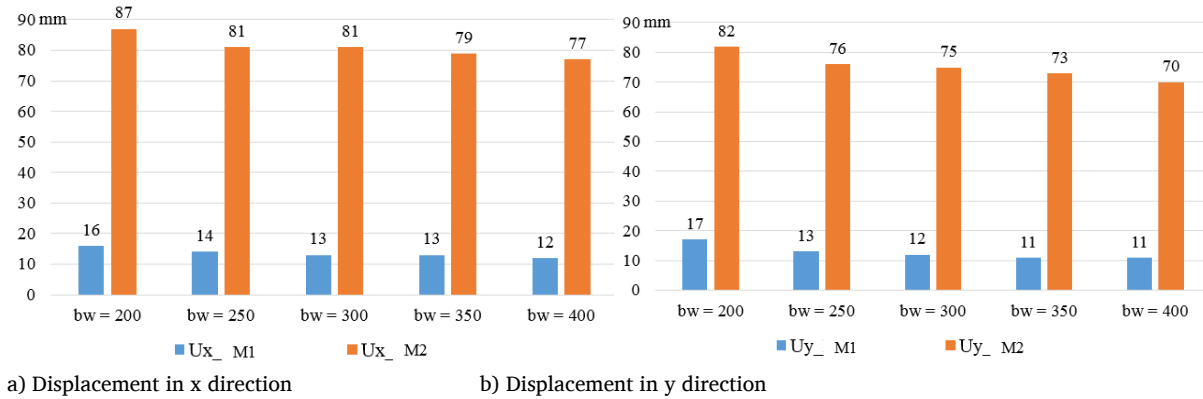 90 mm
87
81
81
79
77
80
70
60
50
40
30
20
10
0
16
14
13
13
12
bw = 200
bw = 250
bw = 300
bw = 350
bw = 400
Ux_ M1
Ux_ M2
a) Displacement in x direction
90 mm
82
76
75
73
70
80
70
60
50
40
30
20
10
0
17
13
12
11
11
bw = 200
bw = 250
bw = 300
bw = 350
bw = 400
Uy_ M1
Uy_ M2
b) Displacement in y direction